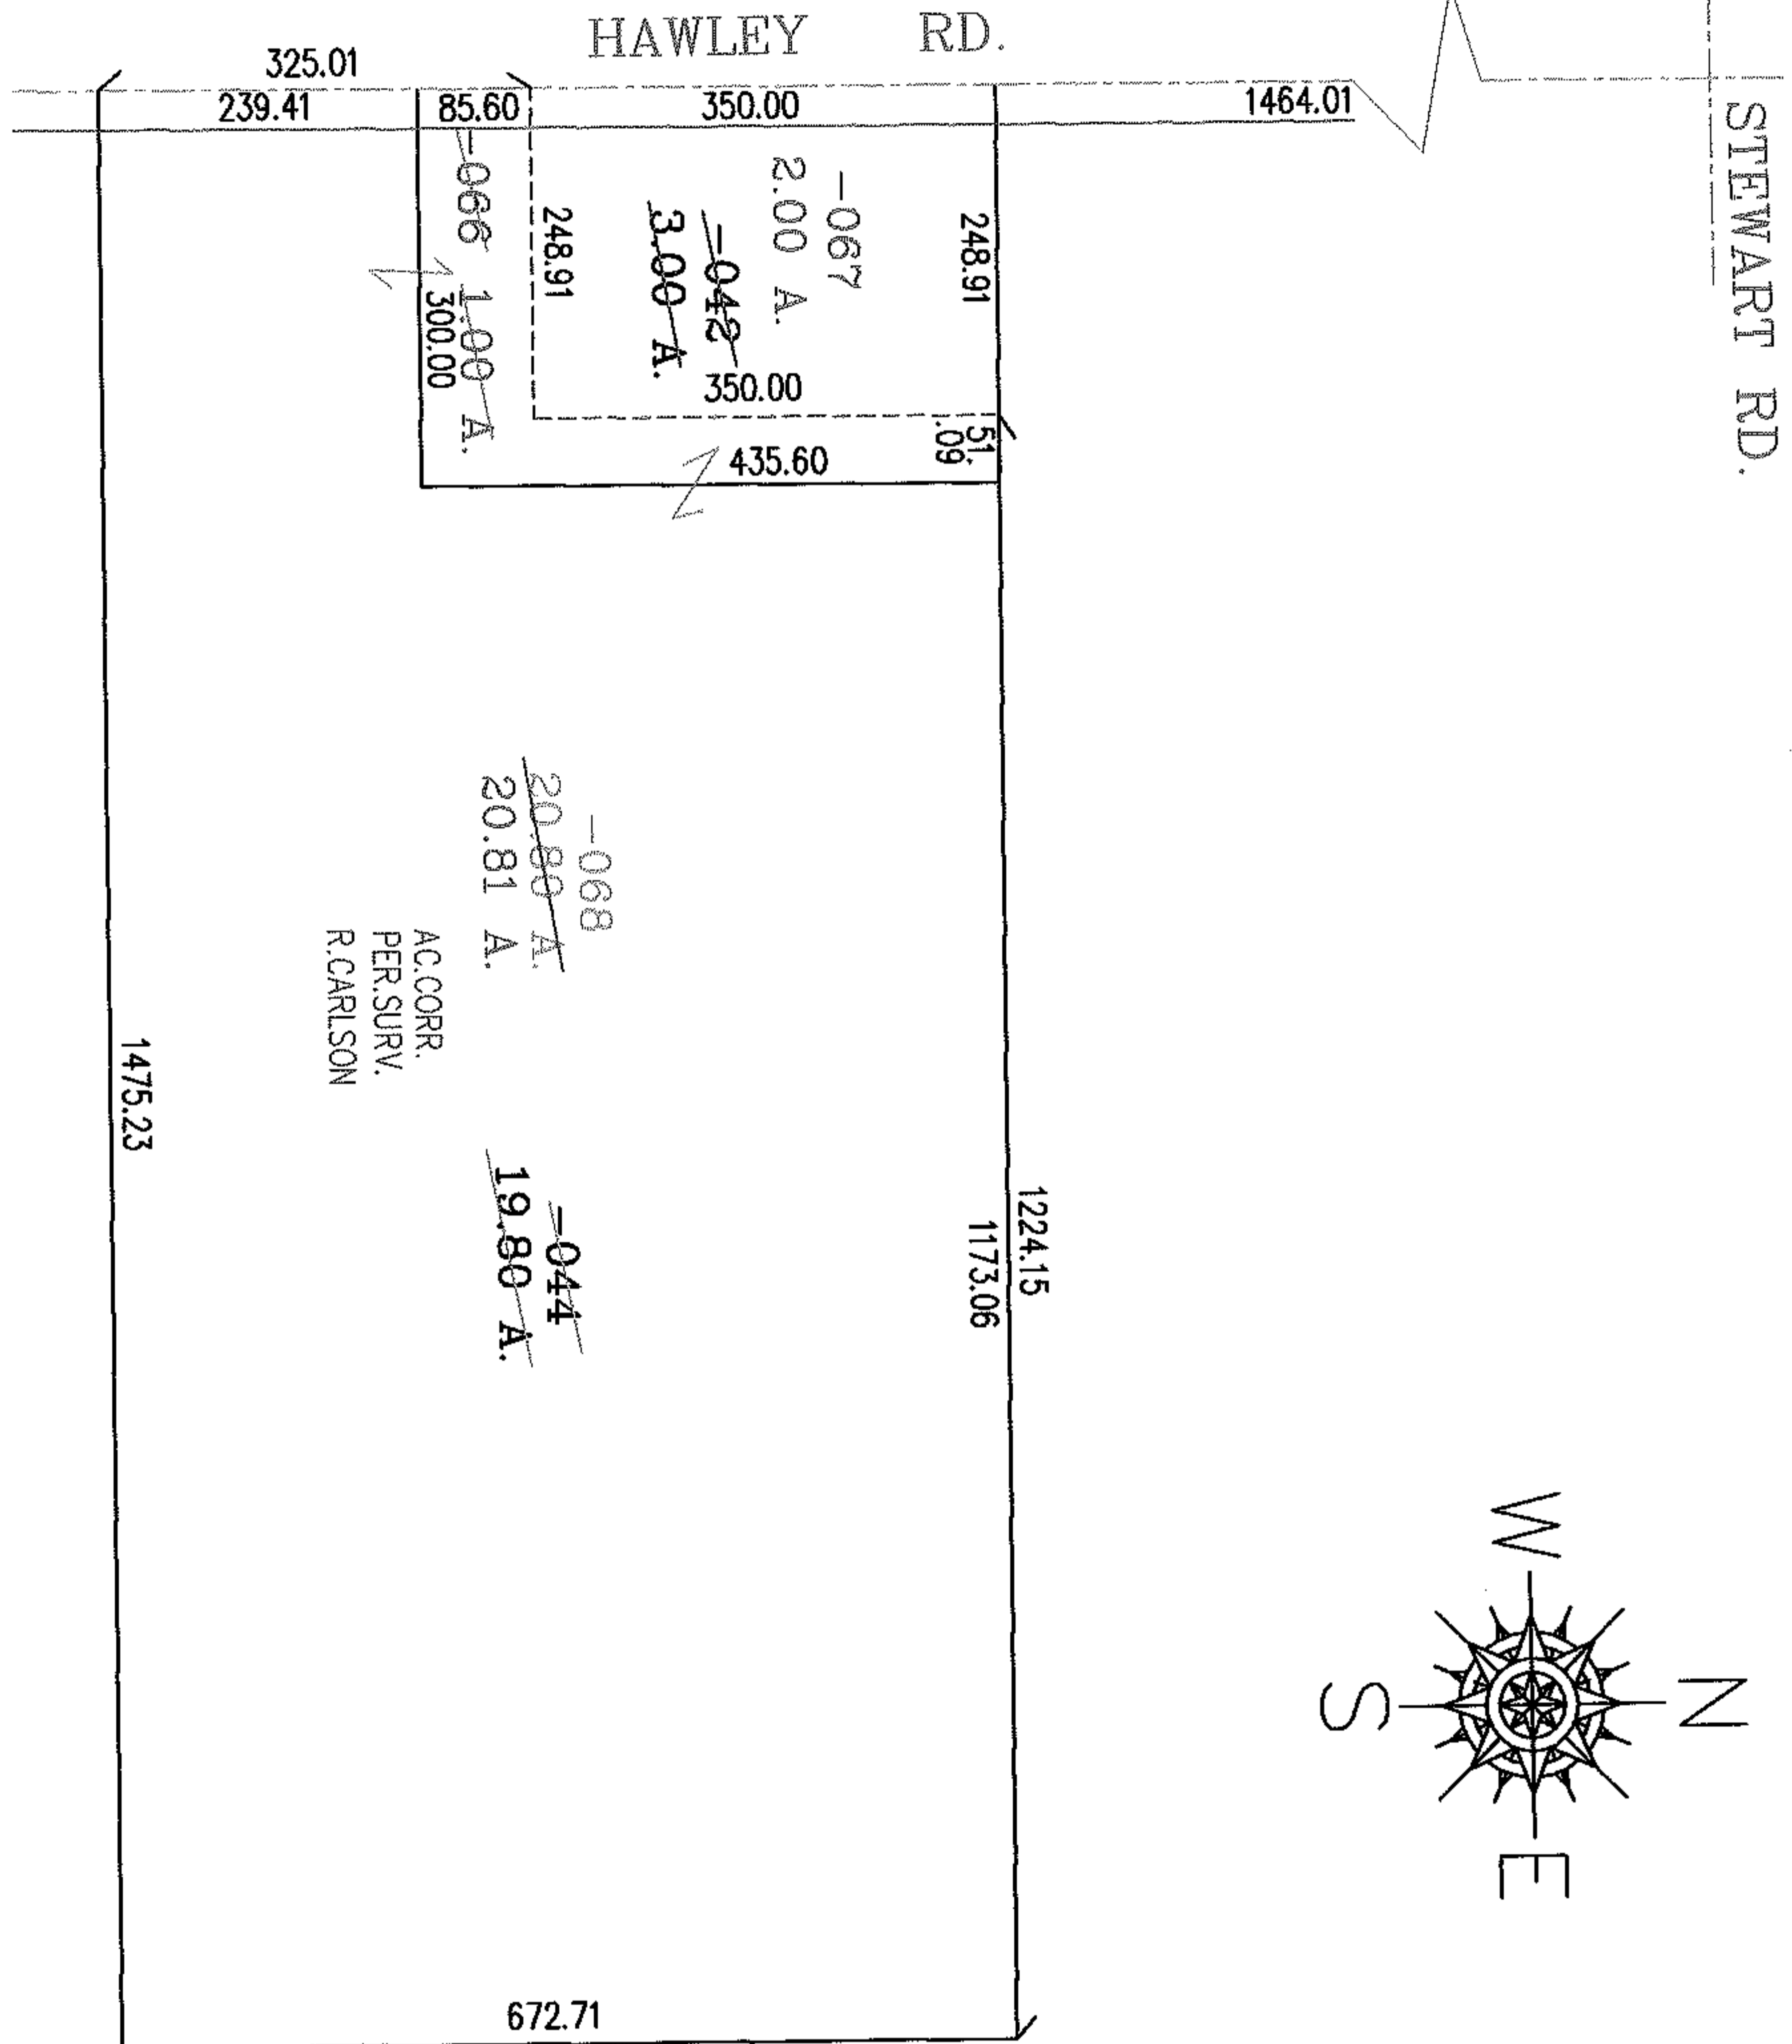 HAWLEY RD.
STEWART RD.
325.01
239.41
85.60
350.00
1464.01
-066 1.00 A.
300.00
248.91
-067
2.00 A.
-042
3.00 A.
248.91
350.00
51.
.09
435.60
-068
20.80 A.
20.81 A.
AC.CORR.
PER.SURV.
R.CARLSON
-044
19.80 A.
1475.23
1224.15
1173.06
672.71
N
W
E
S